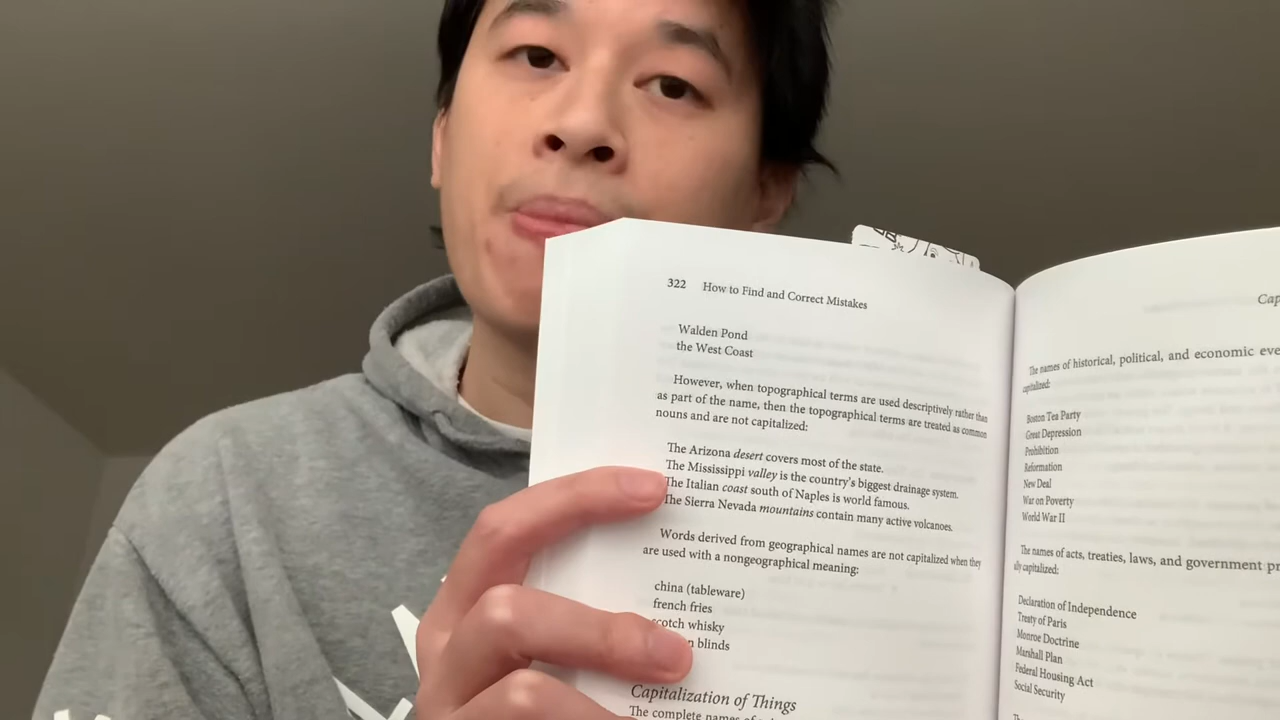 322 How to Find and Correct Mistakes
Walden Pond
the West Coast
However, when topographical terms are used descriptively rather than
as part of the name, then the topographical terms are treated as common
nouns and are not capitalized:
The Arizona desert covers most of the state.
The Mississippi valley is the country's biggest drainage system.
The Italian coast south of Naples is world famous.
The Sierra Nevada mountains contain many active volcanoes.
Words derived from geographical names are not capitalized when they
are used with a nongeographical meaning:
china (tableware)
french fries
scotch whisky
blinds
Capitalization of Things
The complete names of
Cap
The names of historical, political, and economic eve
capitalized:
Boston Tea Party
Great Depression
Prohibition
Reformation
New Deal
War on Poverty
World War II
The names of acts, treaties, laws, and government pr
ally capitalized:
Declaration of Independence
Treaty of Paris
Monroe Doctrine
Marshall Plan
Federal Housing Act
Social Security